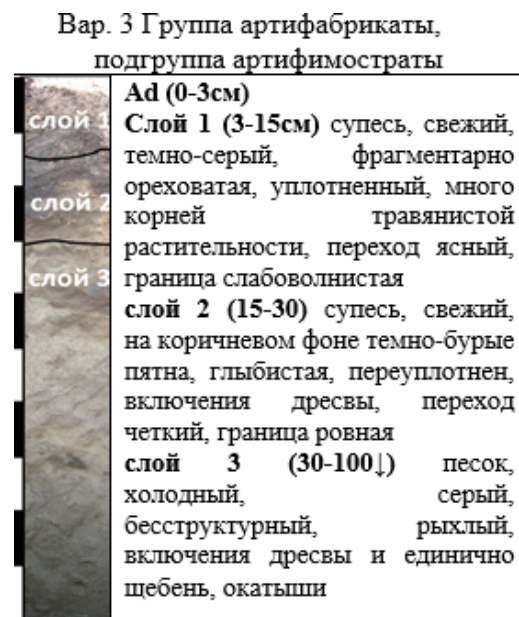 Вар. 3 Группа артифабрикаты,
подгруппа артифимостраты
слой 1
слой 2
слой 3
Ad (0-3см)
Слой 1 (3-15см) супесь, свежий,
темно-серый, фрагментарно
ореховатая, уплотненный, много
корней травянистой
растительности, переход ясный,
граница слабоволнистая
слой 2 (15-30) супесь, свежий,
на коричневом фоне темно-бурые
пятна, глыбистая, переуплотнен,
включения дресвы, переход
четкий, граница ровная
слой 3 (30-100↓) песок,
холодный, серый,
бесструктурный, рыхлый,
включения дресвы и единично
щебень, окатыши